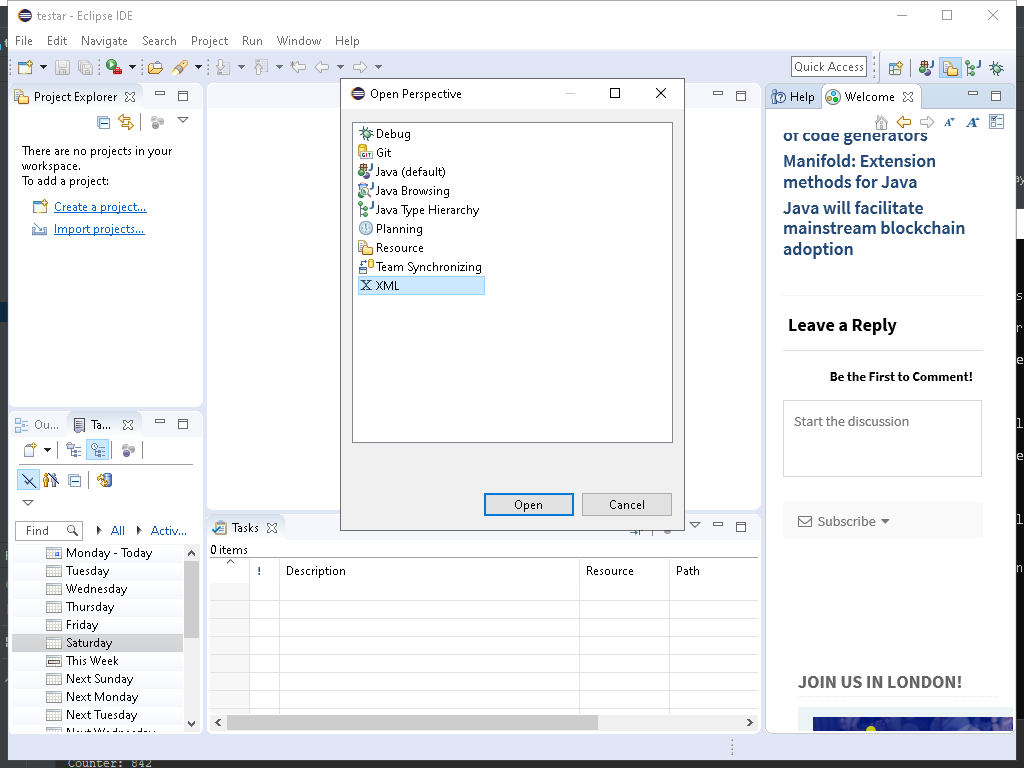 testar - Eclipse IDE
File Edit Navigate Search Project Run Window Help
Quick Access
Project Explorer
There are no projects in your
workspace.
To add a project:
Create a project...
Import projects...
Ou...
Ta...
Find
All
Activ...
Monday - Today
Tuesday
Wednesday
Thursday
Friday
Saturday
This Week
Next Sunday
Next Monday
Next Tuesday
Next Wednesday
Open Perspective
Debug
GIT
Git
Java (default)
Java Browsing
Java Type Hierarchy
Planning
Resource
Team Synchronizing
XML
Open
Cancel
Tasks
0 items
! Description Resource Path
Help
Welcome
of code generators
Manifold: Extension
methods for Java
Java will facilitate
mainstream blockchain
adoption
Leave a Reply
Be the First to Comment!
Start the discussion
Subscribe
JOIN US IN LONDON!
Counter: 842